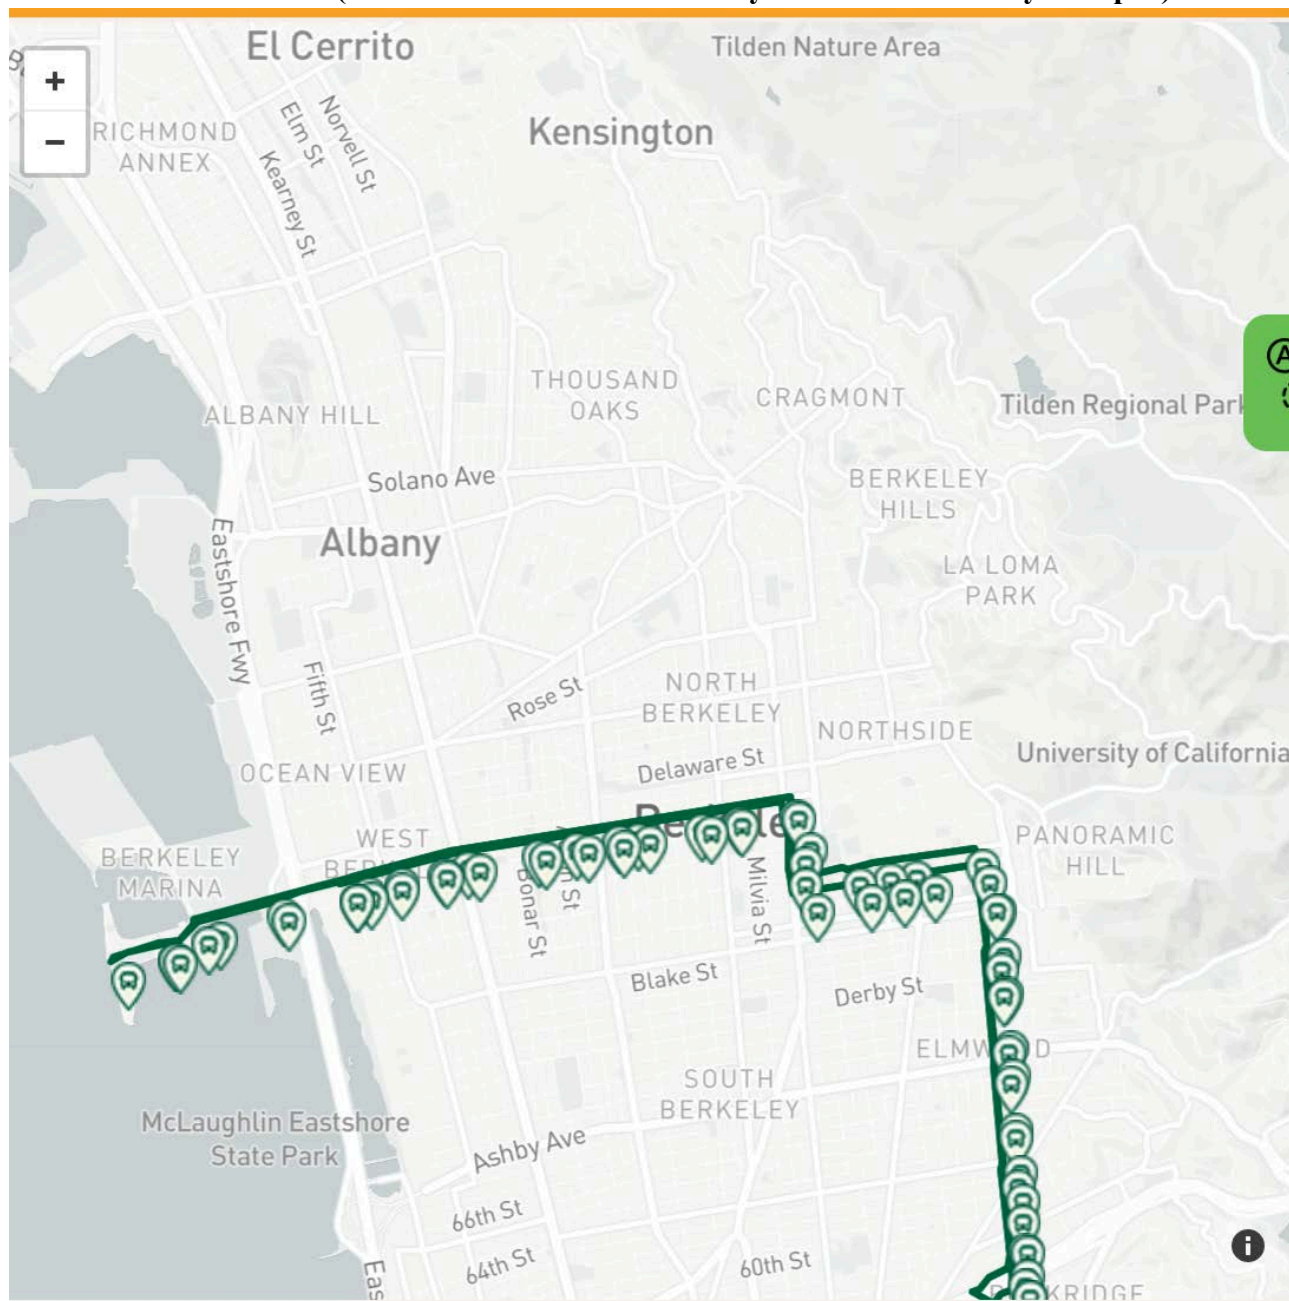 El Cerrito
Tilden Nature Area
+
−
RICHMOND
ANNEX
Elm St
Norvell St
Kearney St
Kensington
THOUSAND
OAKS
CRAGMONT
Tilden Regional Park
A
ALBANY HILL
Solano Ave
BERKELEY
HILLS
Albany
Eastshore Fwy
LA LOMA
PARK
Fifth St
Rose St
NORTH
BERKELEY
NORTHSIDE
University of California
OCEAN VIEW
Delaware St
WEST
BERKELEY
MARINA
PANORAMIC
HILL
Bonar St
Milvia St
Blake St
Derby St
SOUTH
BERKELEY
McLaughlin Eastshore
State Park
Ashby Ave
66th St
64th St
60th St
Eas
i